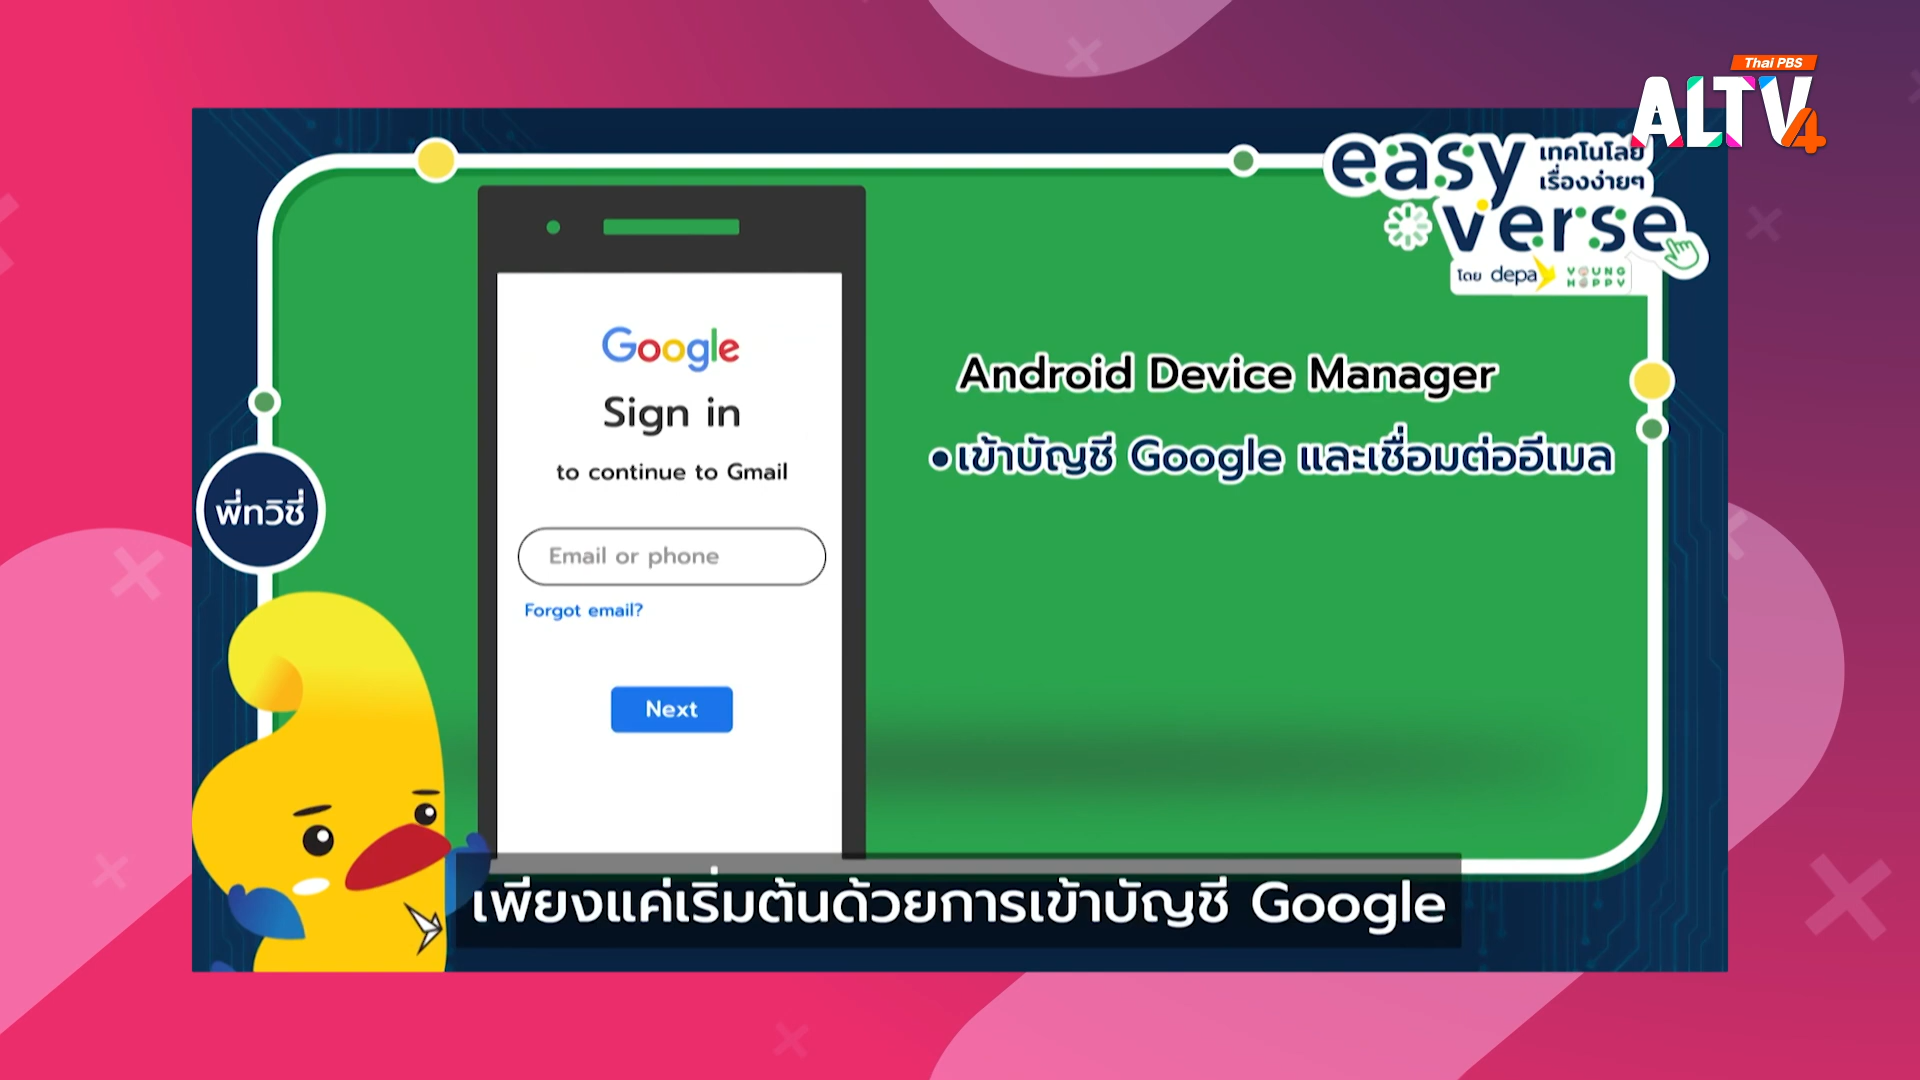 Thai PBS
ALTV4
easy เทคโนโลยี
เรื่องง่ายๆ
verse
โดย depa YOUNG HAPPY
Google
Sign in
to continue to Gmail
Email or phone
Forgot email?
Next
Android Device Manager
•เข้าบัญชี Google และเชื่อมต่ออีเมล
พี่ทวิชี่
เพียงแค่เริ่มต้นด้วยการเข้าบัญชี Google